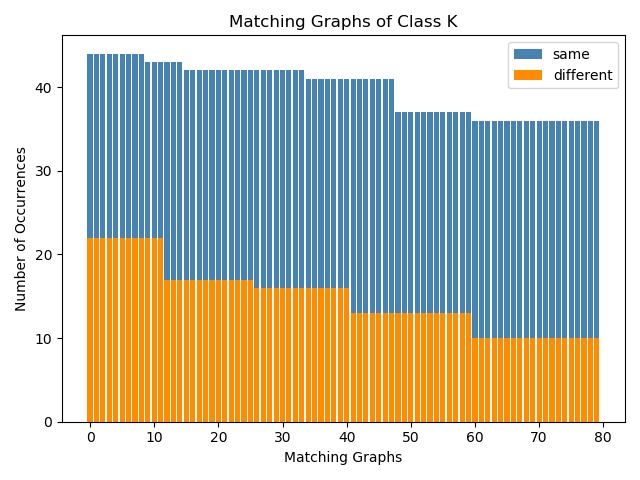 Matching Graphs of Class K
same
different
Number of Occurrences
40
30
20
10
0
0 10 20 30 40 50 60 70 80
Matching Graphs